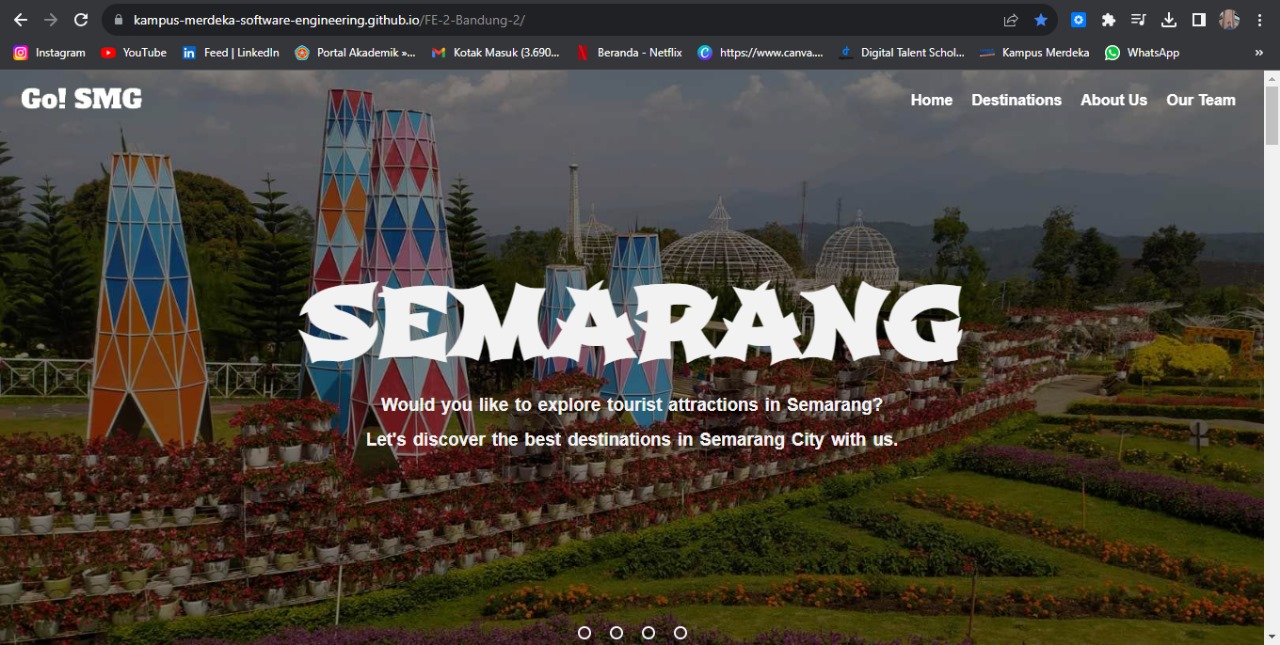 kampus-merdeka-software-engineering.github.io/FE-2-Bandung-2/
Instagram YouTube Feed | LinkedIn Portal Akademik »... Kotak Masuk (3.690... Beranda - Netflix https://www.canva.... Digital Talent Schol... Kampus Merdeka WhatsApp »
Go! SMG Home Destinations About Us Our Team
SEMARANG
Would you like to explore tourist attractions in Semarang?
Let's discover the best destinations in Semarang City with us.